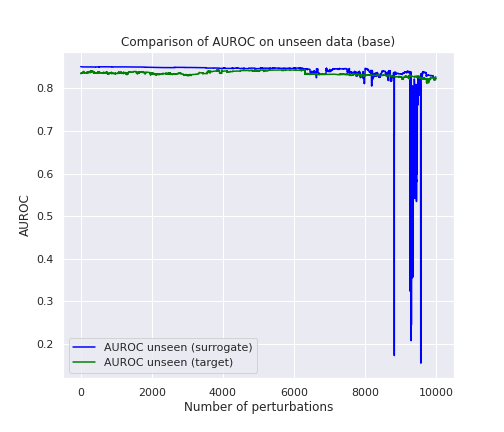 Comparison of AUROC on unseen data (base)
0.8
0.7
0.6
0.5
0.4
0.3
0.2
AUROC
AUROC unseen (surrogate)
AUROC unseen (target)
0 2000 4000 6000 8000 10000
Number of perturbations